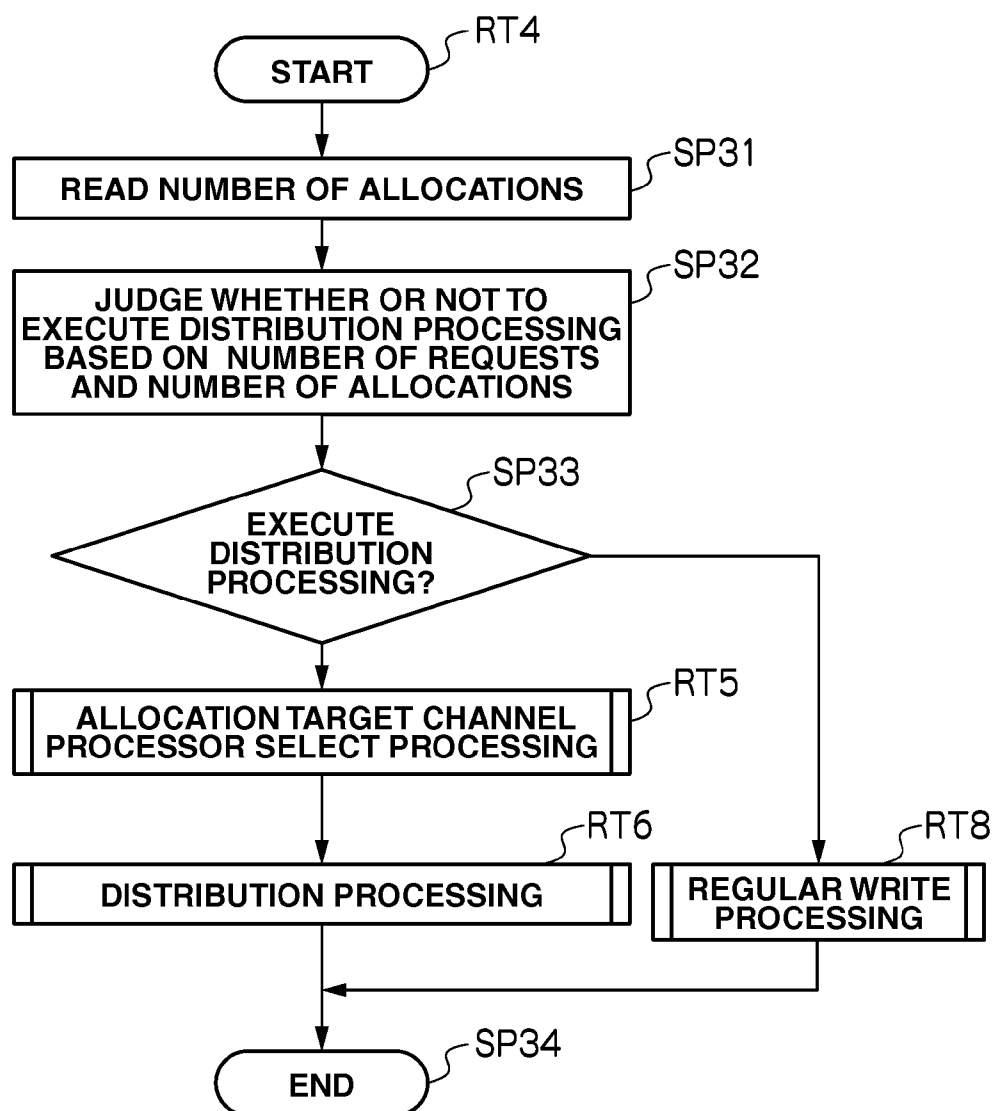 RT4
START
SP31
READ NUMBER OF ALLOCATIONS
SP32
JUDGE WHETHER OR NOT TO
EXECUTE DISTRIBUTION PROCESSING
BASED ON NUMBER OF REQUESTS
AND NUMBER OF ALLOCATIONS
SP33
EXECUTE
DISTRIBUTION
PROCESSING?
RT5
ALLOCATION TARGET CHANNEL
PROCESSOR SELECT PROCESSING
RT6
DISTRIBUTION PROCESSING
RT8
REGULAR WRITE
PROCESSING
SP34
END